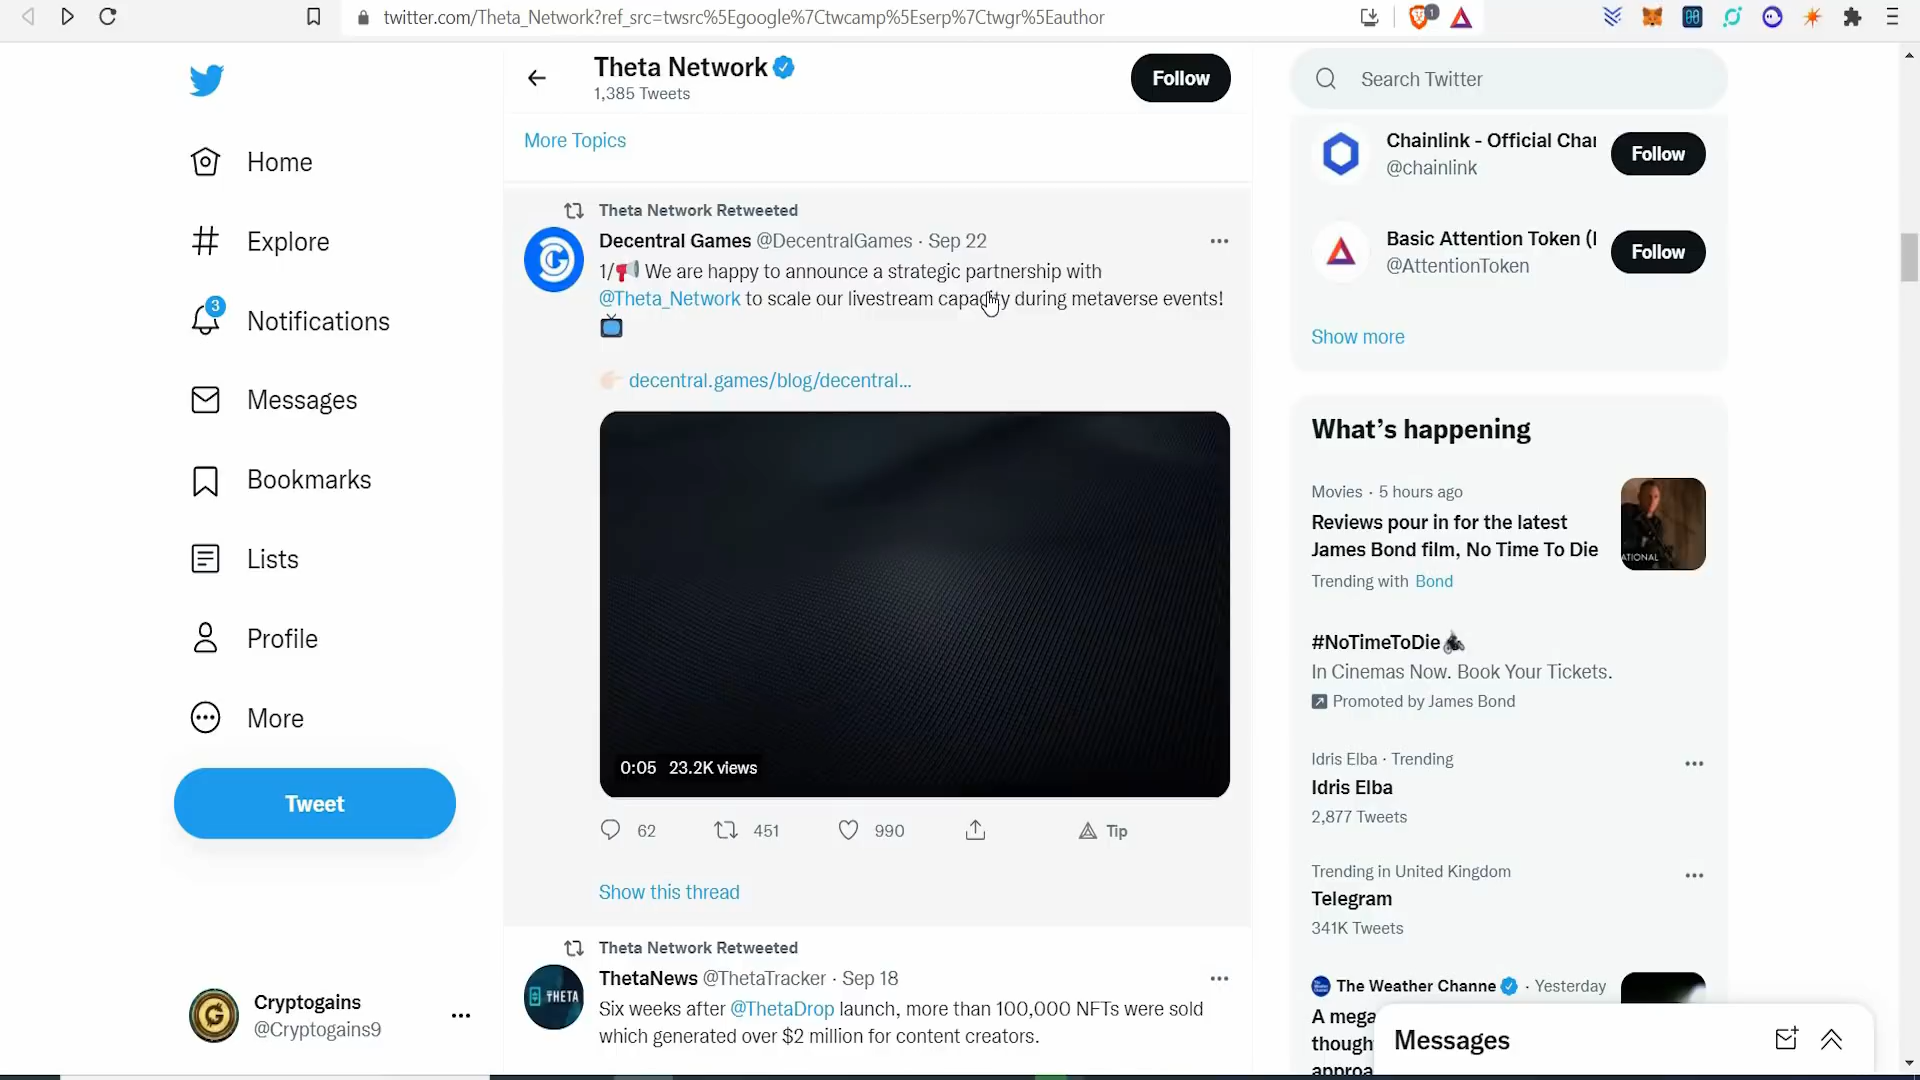 twitter.com/Theta_Network?ref_src=twsrc%5Egoogle%7Ctwcamp%5Eserp%7Ctwgr%5Eauthor
1
Home
Explore
3
Notifications
Messages
Bookmarks
Lists
Profile
More
Tweet
Cryptogains
@Cryptogains9
Theta Network
1,385 Tweets
Follow
More Topics
Theta Network Retweeted
Decentral Games @DecentralGames · Sep 22
1/📢 We are happy to announce a strategic partnership with
@Theta_Network to scale our livestream capacity during metaverse events!
📺
👉🏻 decentral.games/blog/decentral...
0:05 23.2K views
62 451 990 Tip
Show this thread
Theta Network Retweeted
THETA
ThetaNews @ThetaTracker · Sep 18
Six weeks after @ThetaDrop launch, more than 100,000 NFTs were sold
which generated over $2 million for content creators.
Search Twitter
Chainlink - Official Chan
@chainlink
Follow
Basic Attention Token (
@AttentionToken
Follow
Show more
What's happening
Movies · 5 hours ago
Reviews pour in for the latest
James Bond film, No Time To Die
Trending with Bond
ATIONAL
#NoTimeToDie
In Cinemas Now. Book Your Tickets.
Promoted by James Bond
Idris Elba · Trending
Idris Elba
2,877 Tweets
Trending in United Kingdom
Telegram
341K Tweets
The Weather Channe · Yesterday
A mega
though
approa
Messages